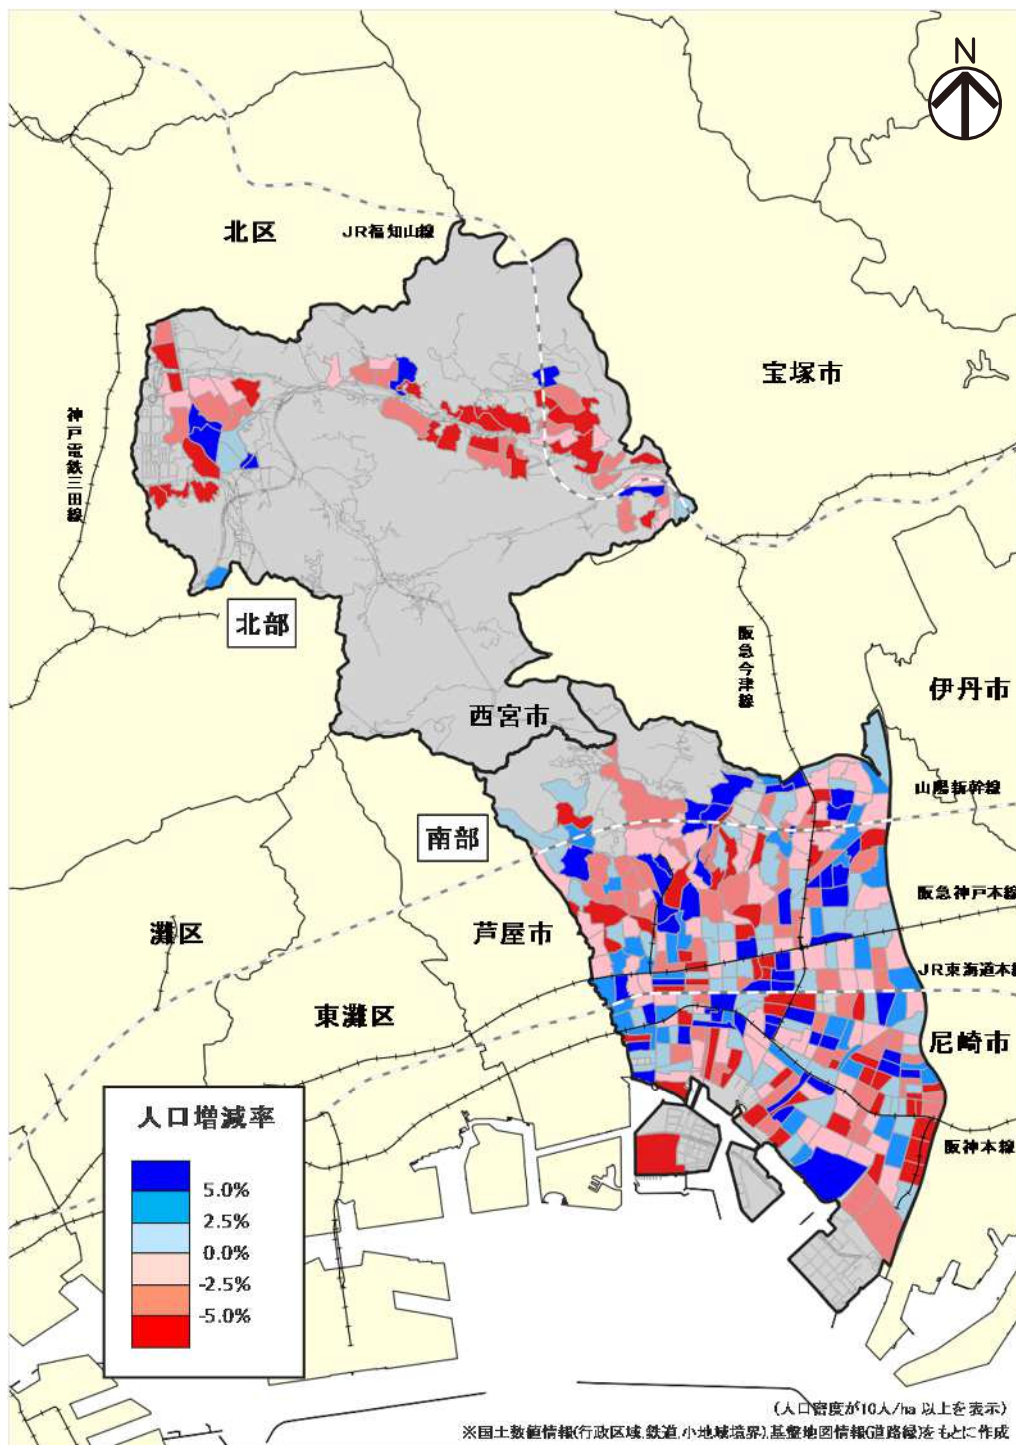 N
北区
JR福知山線
宝塚市
神戸電鉄三田線
北部
阪急今津線
伊丹市
西宮市
山陽新幹線
南部
阪急神戸本線
灘区
芦屋市
JR東海道本線
東灘区
尼崎市
人口増減率
阪神本線
5.0%
2.5%
0.0%
-2.5%
-5.0%
(人口密度が10人/ha 以上を表示)
※国土数値情報(行政区域,鉄道,小地域境界),基盤地図情報(道路縁)をもとに作成